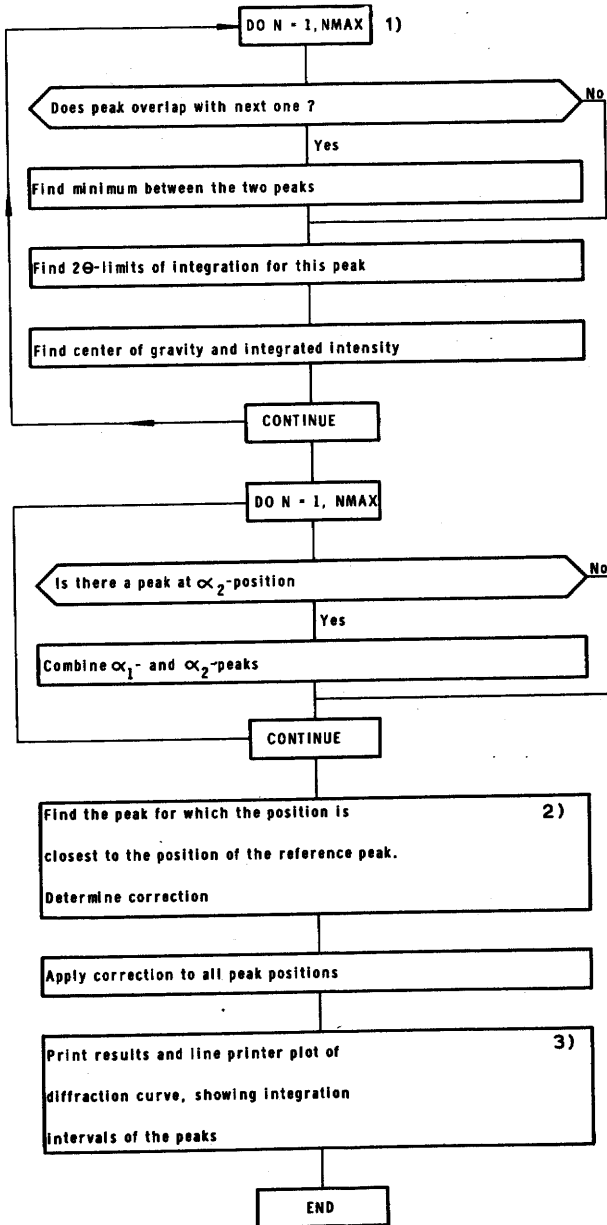 DO N = 1, NMAX 1)
Does peak overlap with next one ?
No
Yes
Find minimum between the two peaks
Find 2Θ-limits of integration for this peak
Find center of gravity and integrated intensity
CONTINUE
DO N = 1, NMAX
Is there a peak at ∝₂-position
No
Yes
Combine ∝₁- and ∝₂-peaks
CONTINUE
Find the peak for which the position is 2)
closest to the position of the reference peak.
Determine correction
Apply correction to all peak positions
Print results and line printer plot of 3)
diffraction curve, showing integration
intervals of the peaks
END